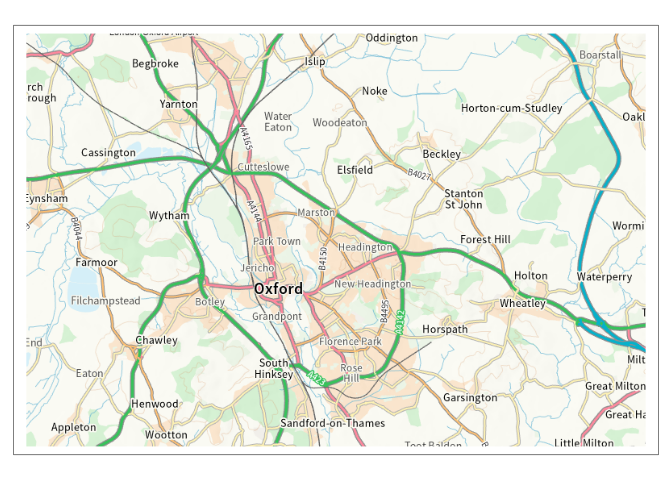 Oddington
Begbroke
Islip
Boarstall
rch
rough
Noke
Yarnton
Horton-cum-Studley
Water
Eaton
Woodeaton
Oakl
A4165
Cassington
Beckley
Cutteslowe
Elsfield
B4027
Eynsham
Stanton
St John
A4144
Wytham
Marston
B4044
Wormi
Park Town
Headington
Forest Hill
B4150
Farmoor
Jericho
Holton
Waterperry
Oxford
New Headington
Filchampstead
Botley
Wheatley
Grandpont
B4495
A4142
Horspath
End
Chawley
Florence Park
Milt
South
Hinksey
Rose
Hill
A423
Eaton
Great Milton
Henwood
Garsington
Great Ha
Appleton
Wootton
Sandford-on-Thames
Little Milton
Toot Baldon